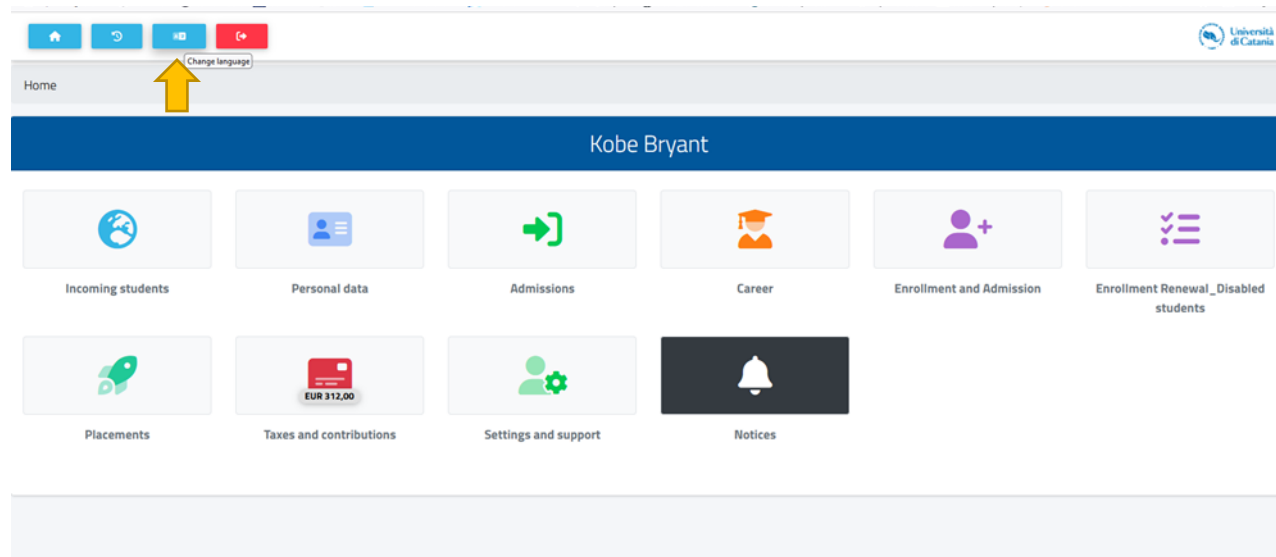 Università
di Catania
Change language
Home
Kobe Bryant
Incoming students
Personal data
Admissions
Career
Enrollment and Admission
Enrollment Renewal_Disabled
students
EUR 312,00
Placements
Taxes and contributions
Settings and support
Notices